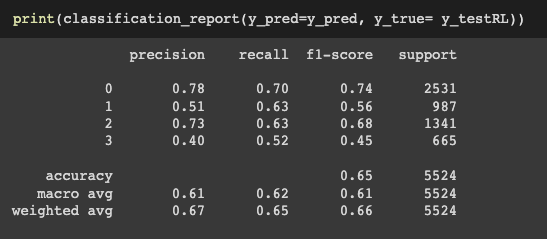 print(classification_report(y_pred=y_pred, y_true= y_testRL))
precision recall f1-score support
0 0.78 0.70 0.74 2531
1 0.51 0.63 0.56 987
2 0.73 0.63 0.68 1341
3 0.40 0.52 0.45 665
accuracy 0.65 5524
macro avg 0.61 0.62 0.61 5524
weighted avg 0.67 0.65 0.66 5524